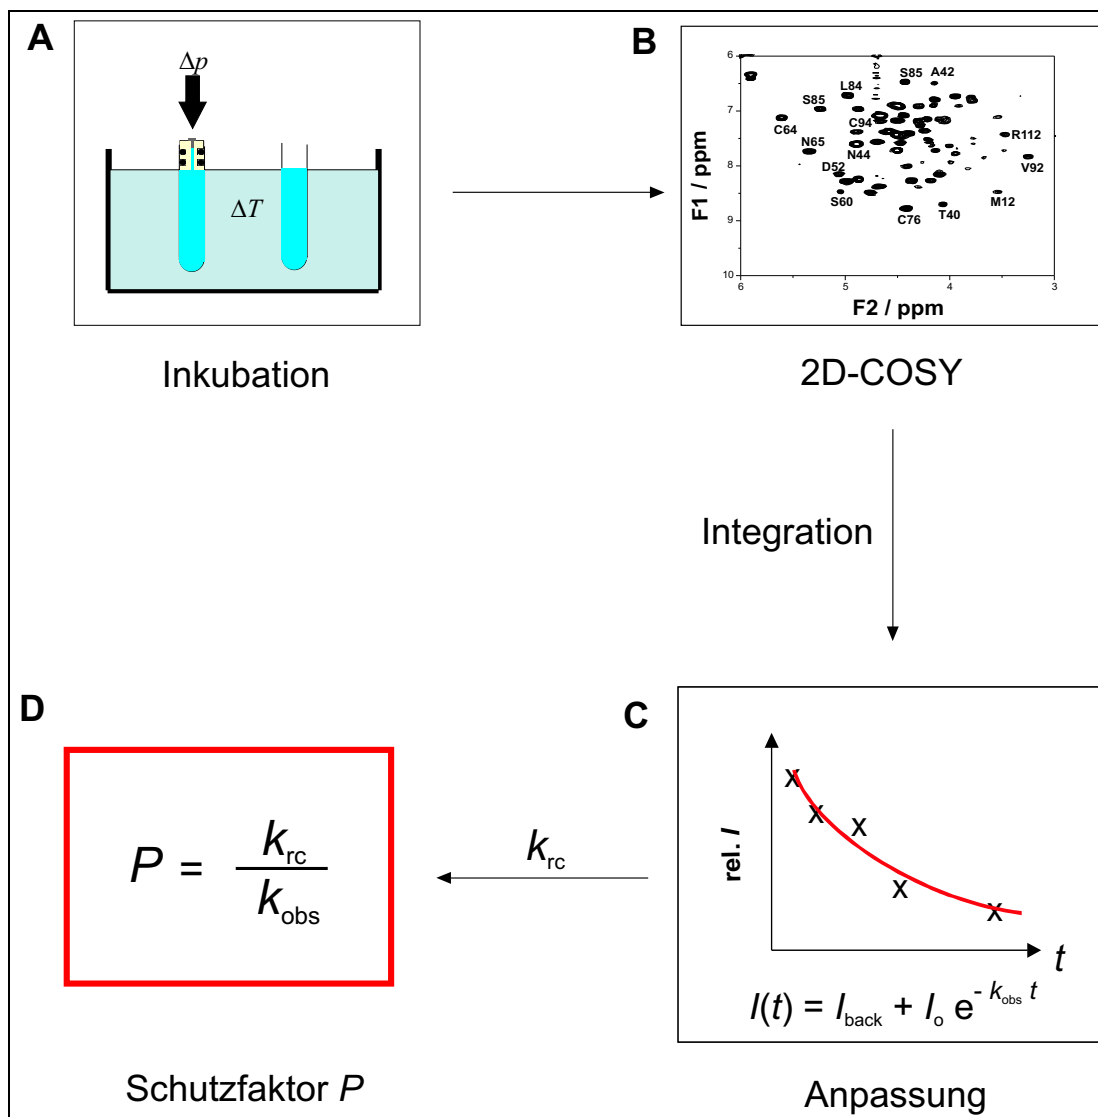 A
Δp
ΔT
Inkubation
B
6
7
8
9
10
F1 / ppm
S85
A42
L84
S85
C64
C94
R112
N65
N44
V92
D52
S60
M12
C76
T40
6
5
4
3
F2 / ppm
2D-COSY
Integration
D
P = k_rc / k_obs
Schutzfaktor P
k_rc
C
rel. I
x
x
x
x
x
t
I(t) = I_back + I_o e^{- k_obs t}
Anpassung